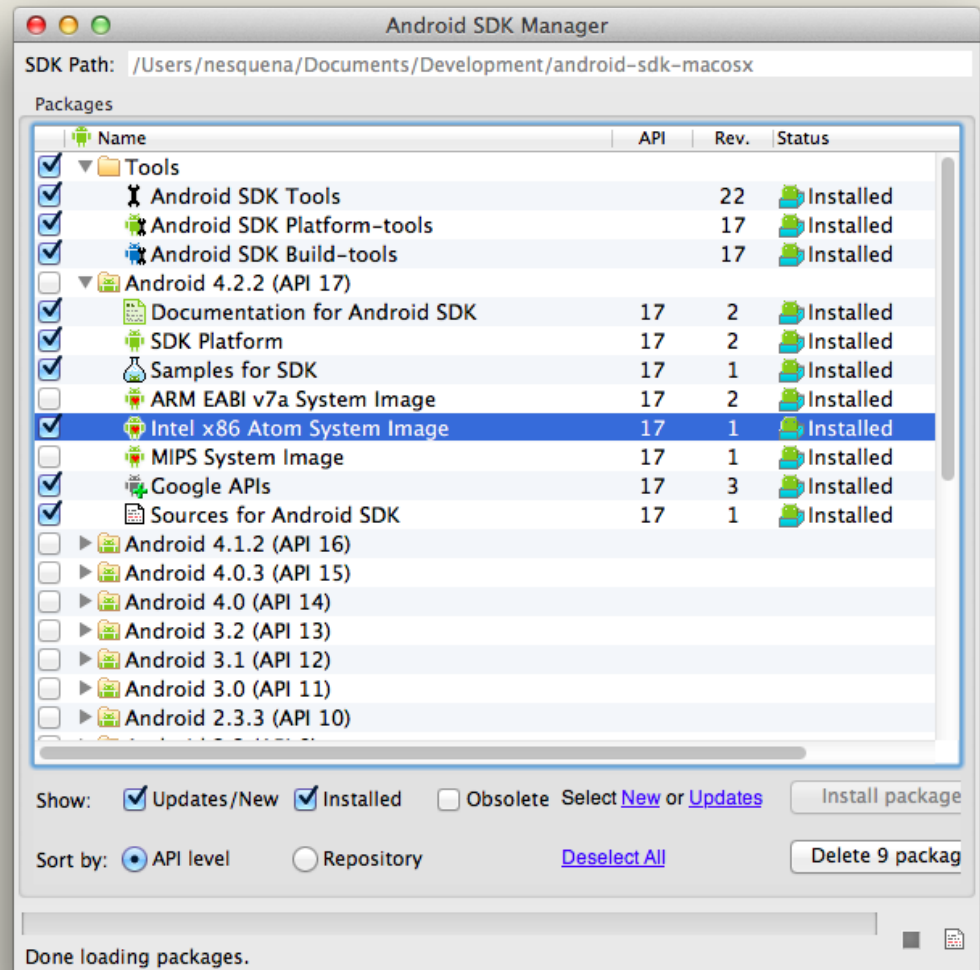 Android SDK Manager
SDK Path: /Users/nesquena/Documents/Development/android-sdk-macosx
Packages
Name API Rev. Status
Tools
Android SDK Tools 22 Installed
Android SDK Platform-tools 17 Installed
Android SDK Build-tools 17 Installed
Android 4.2.2 (API 17)
Documentation for Android SDK 17 2 Installed
SDK Platform 17 2 Installed
Samples for SDK 17 1 Installed
ARM EABI v7a System Image 17 2 Installed
Intel x86 Atom System Image 17 1 Installed
MIPS System Image 17 1 Installed
Google APIs 17 3 Installed
Sources for Android SDK 17 1 Installed
Android 4.1.2 (API 16)
Android 4.0.3 (API 15)
Android 4.0 (API 14)
Android 3.2 (API 13)
Android 3.1 (API 12)
Android 3.0 (API 11)
Android 2.3.3 (API 10)
Show: Updates/New Installed Obsolete Select New or Updates Install package
Sort by: API level Repository Deselect All Delete 9 packag
Done loading packages.